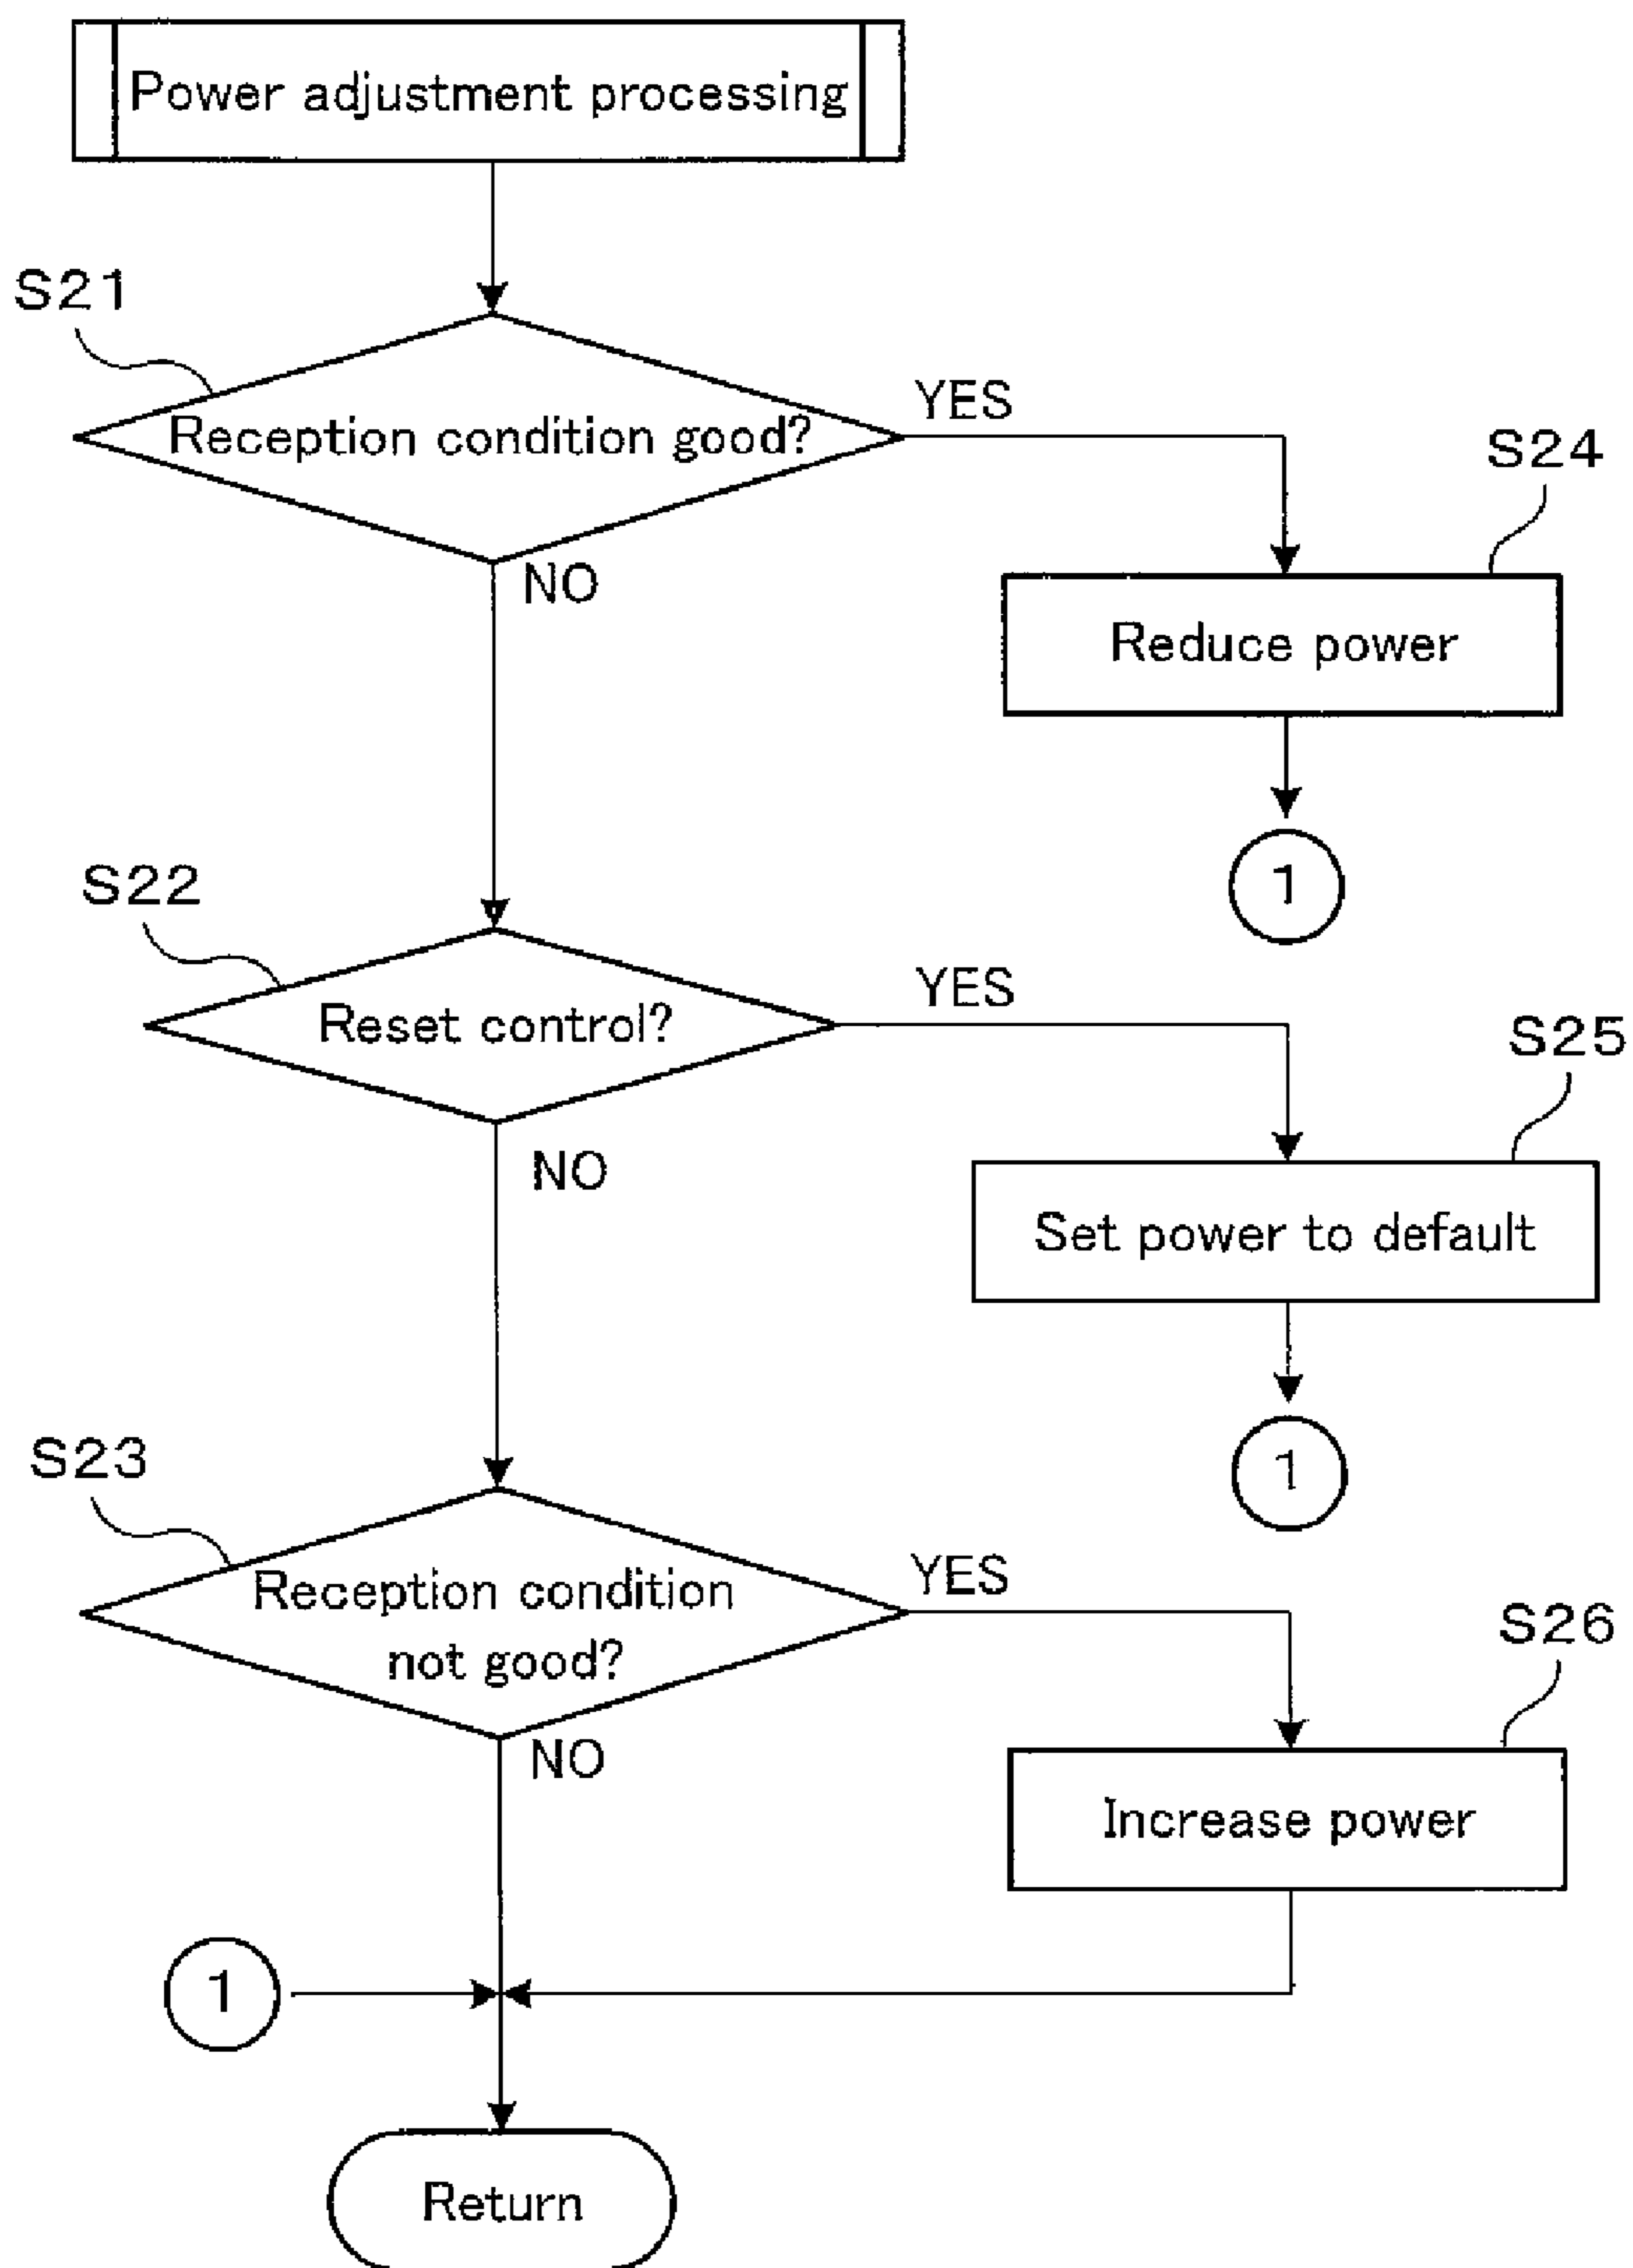 Power adjustment processing
S21
Reception condition good?
YES
NO
S24
Reduce power
1
S22
Reset control?
YES
NO
S25
Set power to default
1
S23
Reception condition
not good?
YES
NO
S26
Increase power
1
Return